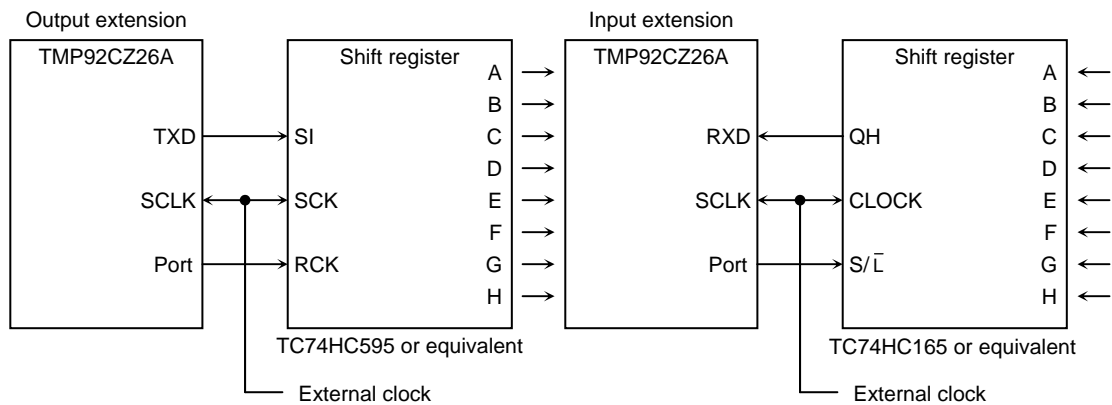 Output extension
TMP92CZ26A
TXD
SCLK
Port
Shift register
SI
SCK
RCK
A
B
C
D
E
F
G
H
TC74HC595 or equivalent
External clock
Input extension
TMP92CZ26A
RXD
SCLK
Port
Shift register
QH
CLOCK
S/L̅
A
B
C
D
E
F
G
H
TC74HC165 or equivalent
External clock